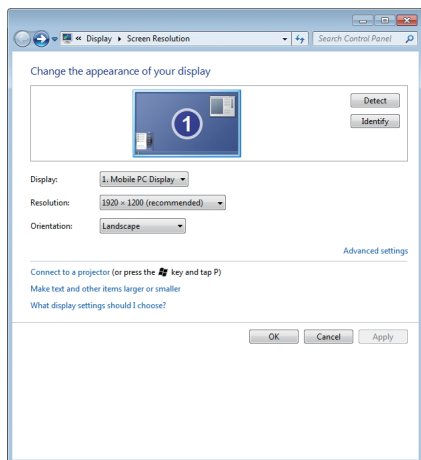 « Display ▸ Screen Resolution
Search Control Panel
Change the appearance of your display
1
Detect
Identify
Display: 1. Mobile PC Display
Resolution: 1920 × 1200 (recommended)
Orientation: Landscape
Advanced settings
Connect to a projector (or press the key and tap P)
Make text and other items larger or smaller
What display settings should I choose?
OK Cancel Apply